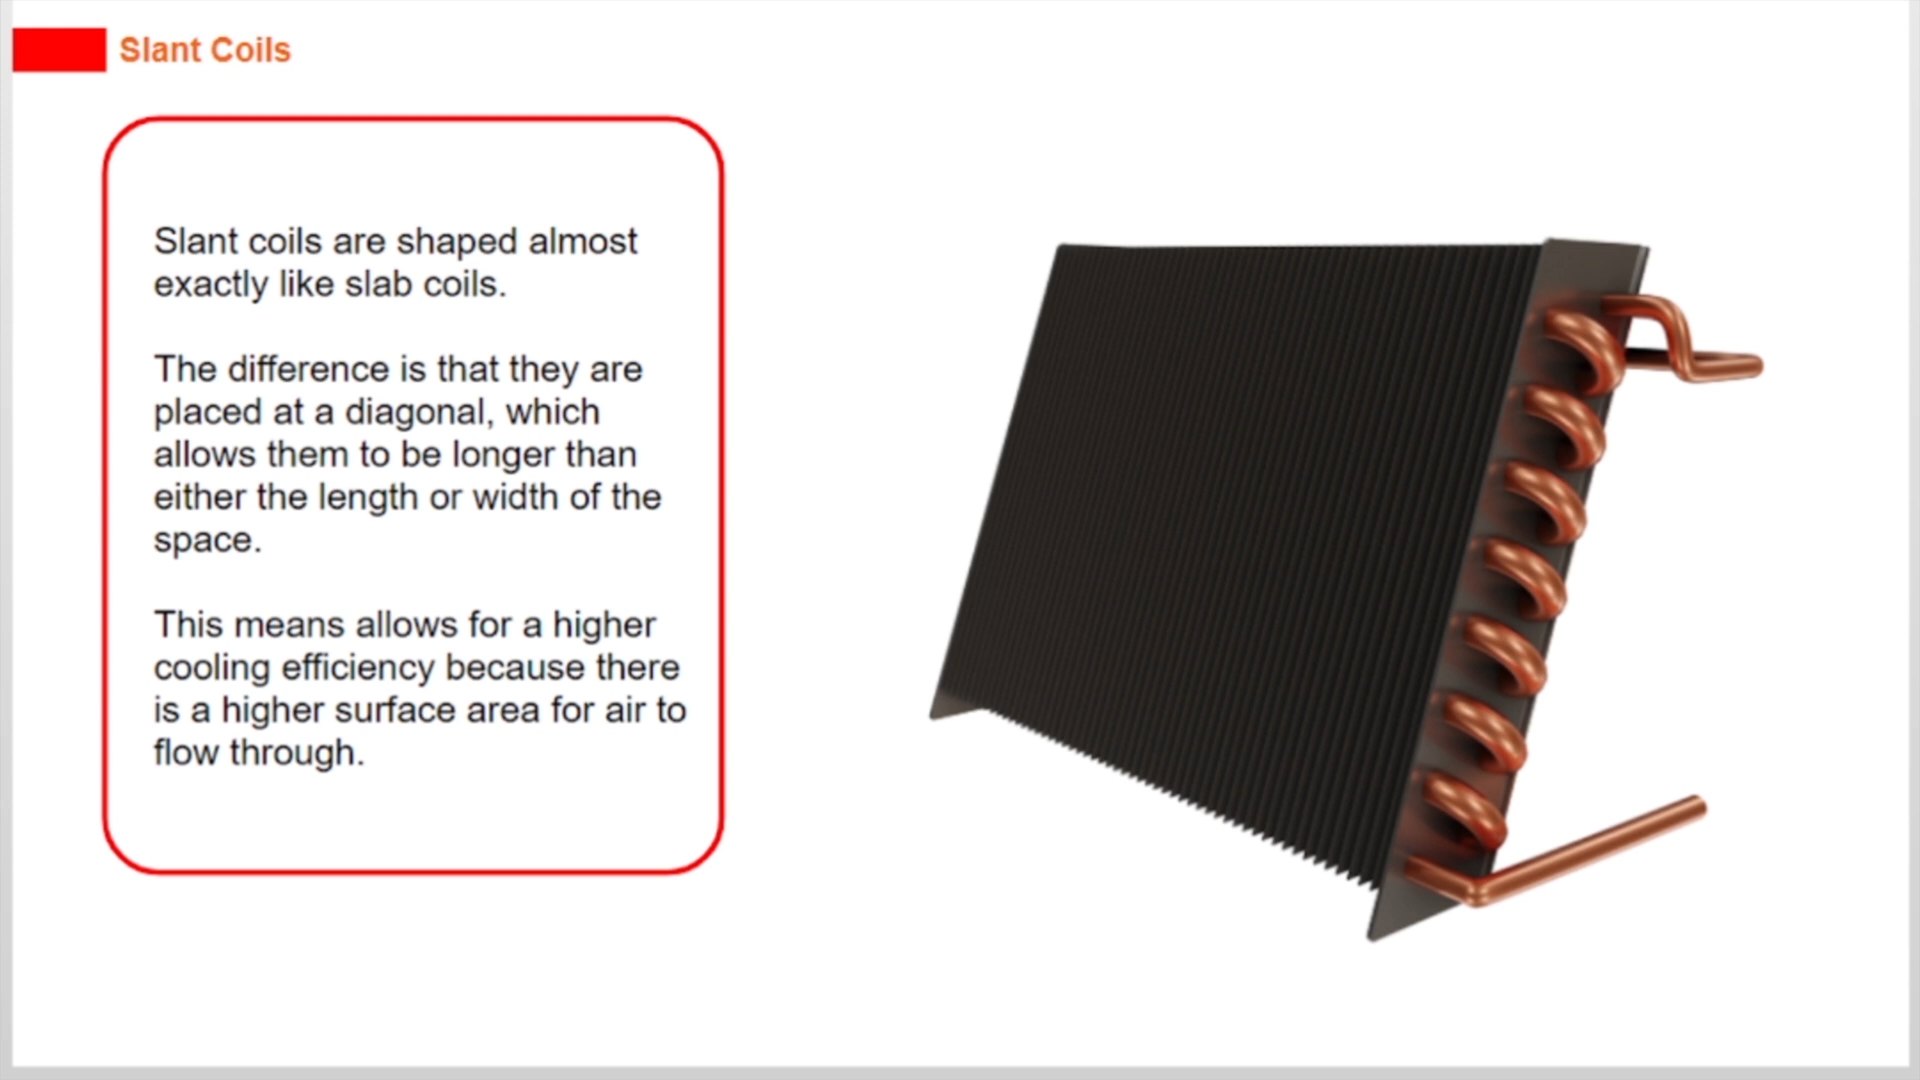 Slant Coils
Slant coils are shaped almost
exactly like slab coils.
The difference is that they are
placed at a diagonal, which
allows them to be longer than
either the length or width of the
space.
This means allows for a higher
cooling efficiency because there
is a higher surface area for air to
flow through.